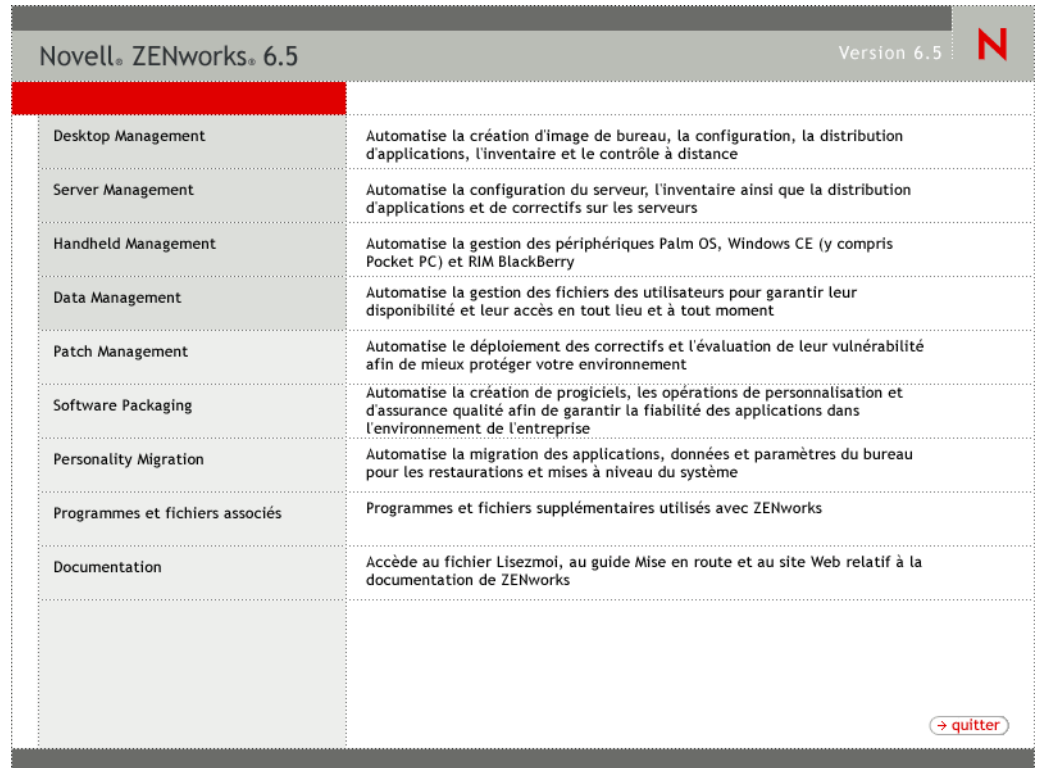 Novell® ZENworks® 6.5
Version 6.5
N
Desktop Management
Automatise la création d'image de bureau, la configuration, la distribution
d'applications, l'inventaire et le contrôle à distance
Server Management
Automatise la configuration du serveur, l'inventaire ainsi que la distribution
d'applications et de correctifs sur les serveurs
Handheld Management
Automatise la gestion des périphériques Palm OS, Windows CE (y compris
Pocket PC) et RIM BlackBerry
Data Management
Automatise la gestion des fichiers des utilisateurs pour garantir leur
disponibilité et leur accès en tout lieu et à tout moment
Patch Management
Automatise le déploiement des correctifs et l'évaluation de leur vulnérabilité
afin de mieux protéger votre environnement
Software Packaging
Automatise la création de progiciels, les opérations de personnalisation et
d'assurance qualité afin de garantir la fiabilité des applications dans
l'environnement de l'entreprise
Personality Migration
Automatise la migration des applications, données et paramètres du bureau
pour les restaurations et mises à niveau du système
Programmes et fichiers associés
Programmes et fichiers supplémentaires utilisés avec ZENworks
Documentation
Accède au fichier Lisezmoi, au guide Mise en route et au site Web relatif à la
documentation de ZENworks
→ quitter